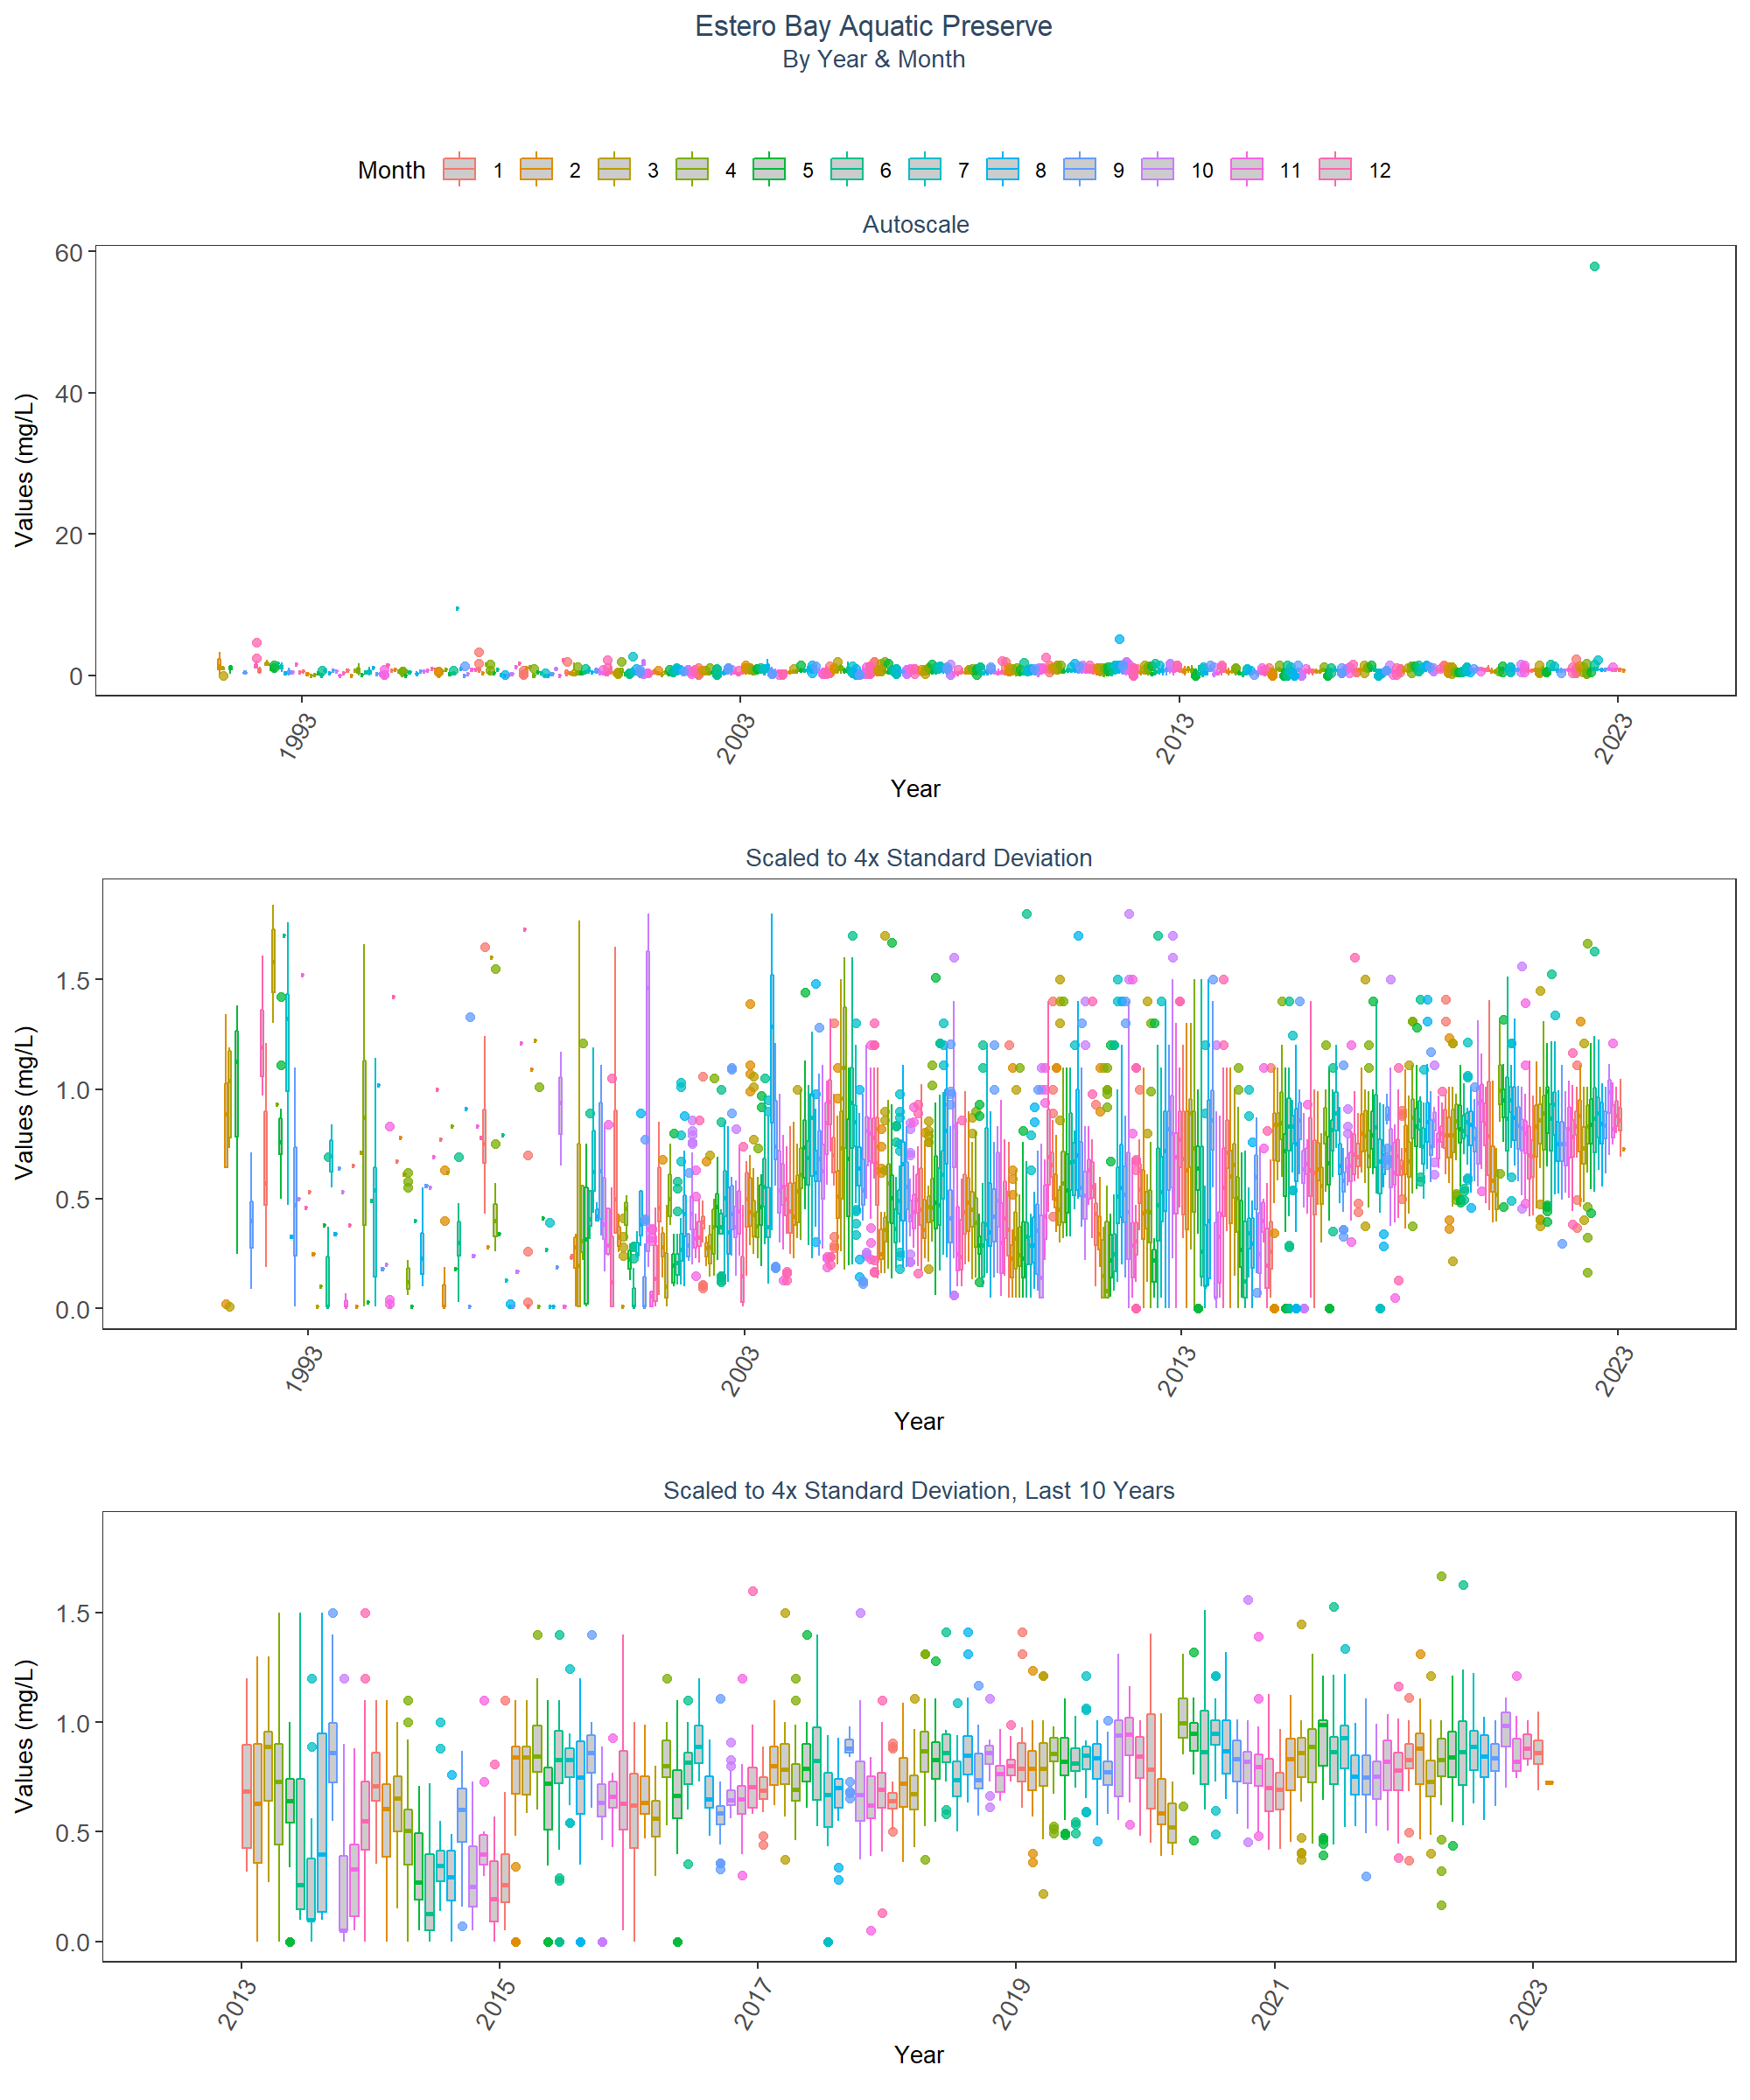 Estero Bay Aquatic Preserve
By Year & Month
Month 1 2 3 4 5 6 7 8 9 10 11 12
Autoscale
60
40
20
0
Values (mg/L)
1993 2003 2013 2023
Year
Scaled to 4x Standard Deviation
1.5
1.0
0.5
0.0
Values (mg/L)
1993 2003 2013 2023
Year
Scaled to 4x Standard Deviation, Last 10 Years
1.5
1.0
0.5
0.0
Values (mg/L)
2013 2015 2017 2019 2021 2023
Year